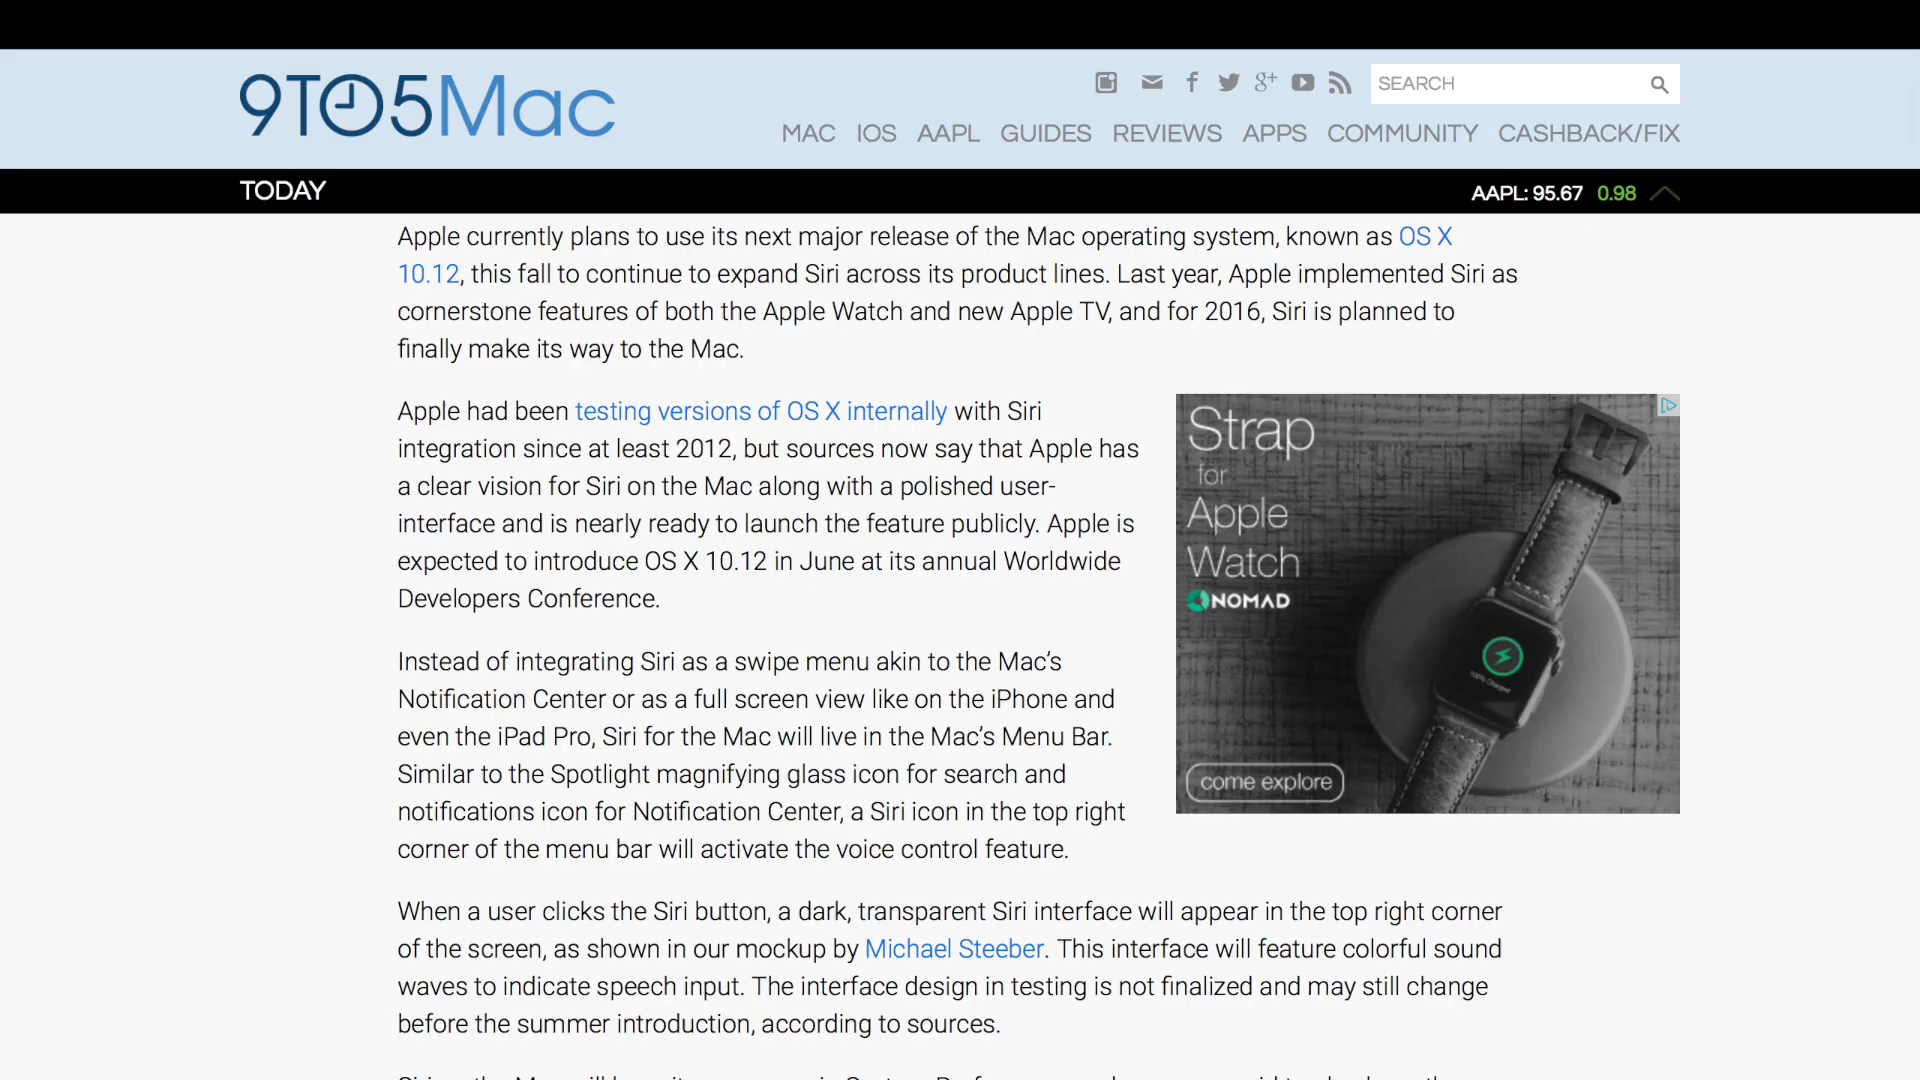 9TO5Mac
SEARCH
MAC IOS AAPL GUIDES REVIEWS APPS COMMUNITY CASHBACK/FIX
TODAY
AAPL: 95.67 0.98
Apple currently plans to use its next major release of the Mac operating system, known as OS X
10.12, this fall to continue to expand Siri across its product lines. Last year, Apple implemented Siri as
cornerstone features of both the Apple Watch and new Apple TV, and for 2016, Siri is planned to
finally make its way to the Mac.
Apple had been testing versions of OS X internally with Siri
integration since at least 2012, but sources now say that Apple has
a clear vision for Siri on the Mac along with a polished user-
interface and is nearly ready to launch the feature publicly. Apple is
expected to introduce OS X 10.12 in June at its annual Worldwide
Developers Conference.
Strap
for
Apple
Watch
NOMAD
100% Charged
come explore
Instead of integrating Siri as a swipe menu akin to the Mac’s
Notification Center or as a full screen view like on the iPhone and
even the iPad Pro, Siri for the Mac will live in the Mac’s Menu Bar.
Similar to the Spotlight magnifying glass icon for search and
notifications icon for Notification Center, a Siri icon in the top right
corner of the menu bar will activate the voice control feature.
When a user clicks the Siri button, a dark, transparent Siri interface will appear in the top right corner
of the screen, as shown in our mockup by Michael Steeber. This interface will feature colorful sound
waves to indicate speech input. The interface design in testing is not finalized and may still change
before the summer introduction, according to sources.